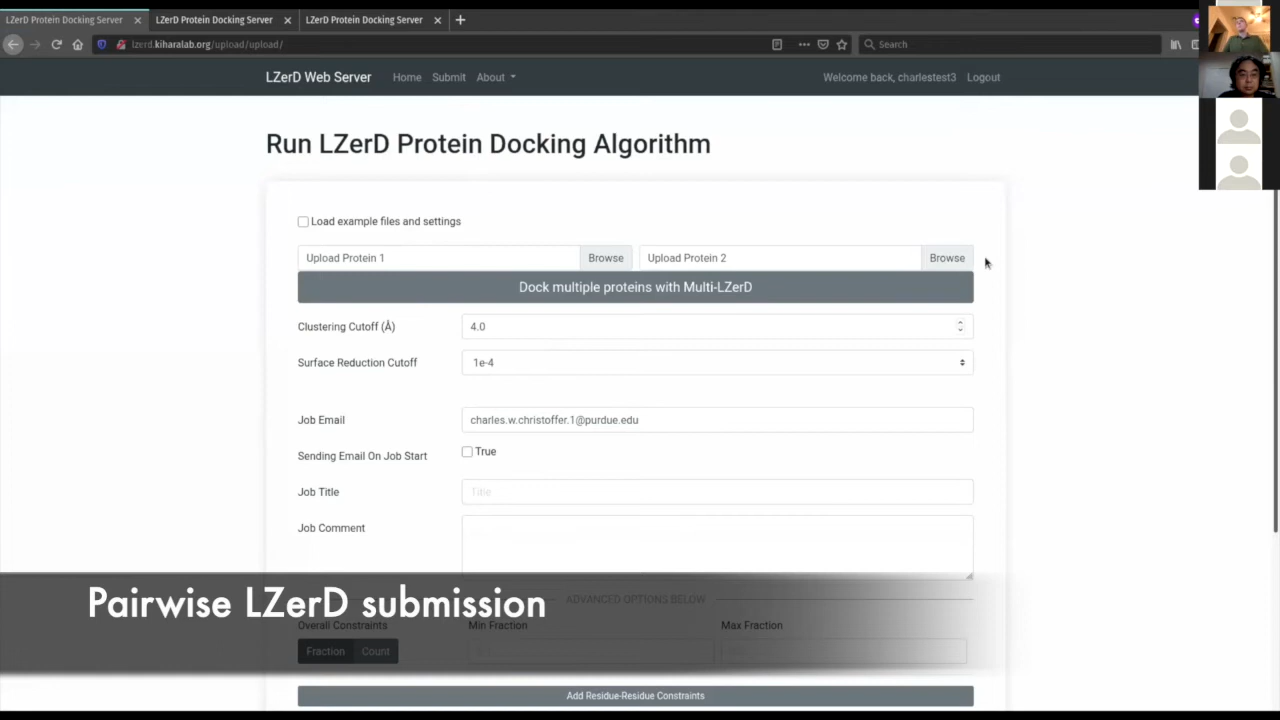 LZerD Protein Docking Server
LZerD Protein Docking Server
LZerD Protein Docking Server
lzerd.kiharalab.org/upload/upload/
Search
LZerD Web Server
Home
Submit
About
Welcome back, charlestest3
Logout
Run LZerD Protein Docking Algorithm
Load example files and settings
Upload Protein 1
Browse
Upload Protein 2
Browse
Dock multiple proteins with Multi-LZerD
Clustering Cutoff (Å)
4.0
Surface Reduction Cutoff
1e-4
Job Email
charles.w.christoffer.1@purdue.edu
Sending Email On Job Start
True
Job Title
Title
Job Comment
Pairwise LZerD submission
ADVANCED OPTIONS BELOW
Overall Constraints
Min Fraction
Max Fraction
Fraction
Count
Add Residue-Residue Constraints